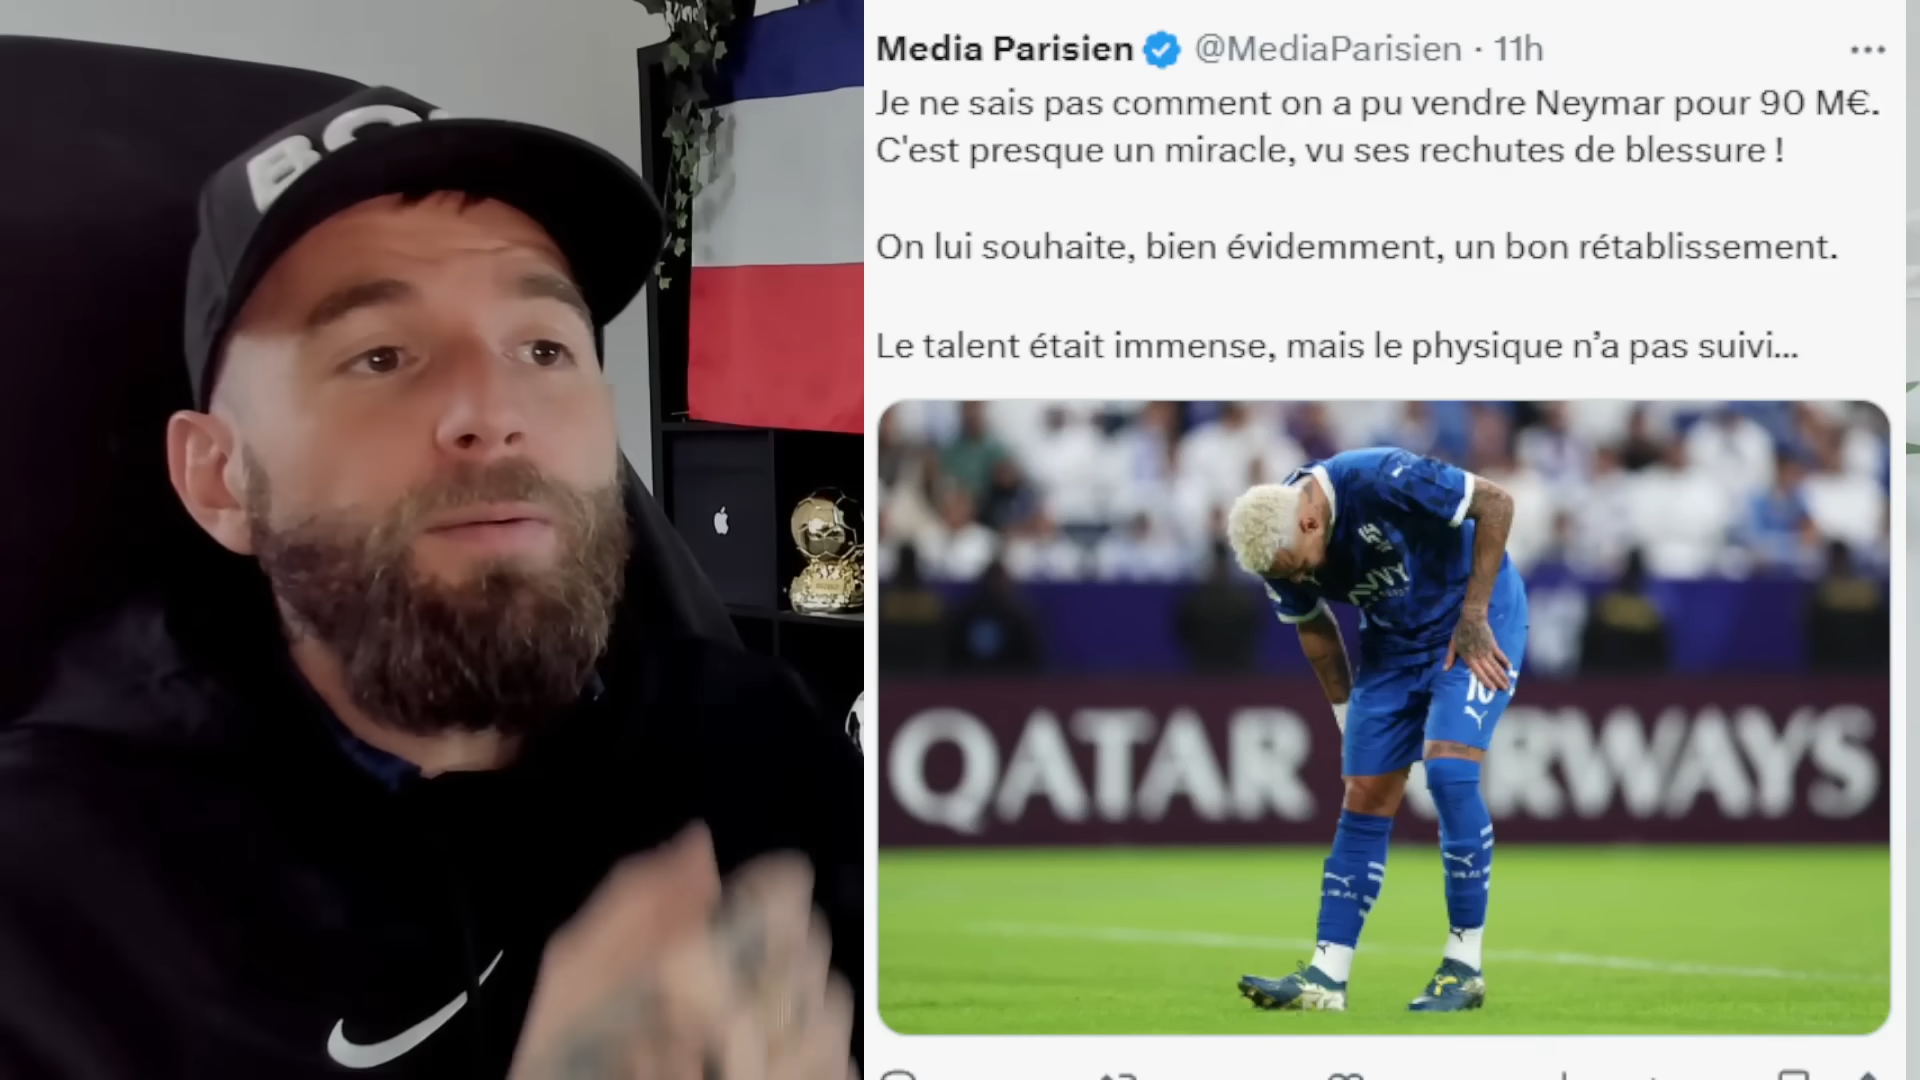 Media Parisien @MediaParisien · 11h
Je ne sais pas comment on a pu vendre Neymar pour 90 M€.
C'est presque un miracle, vu ses rechutes de blessure !
On lui souhaite, bien évidemment, un bon rétablissement.
Le talent était immense, mais le physique n’a pas suivi...
QATAR
RWAYS
10